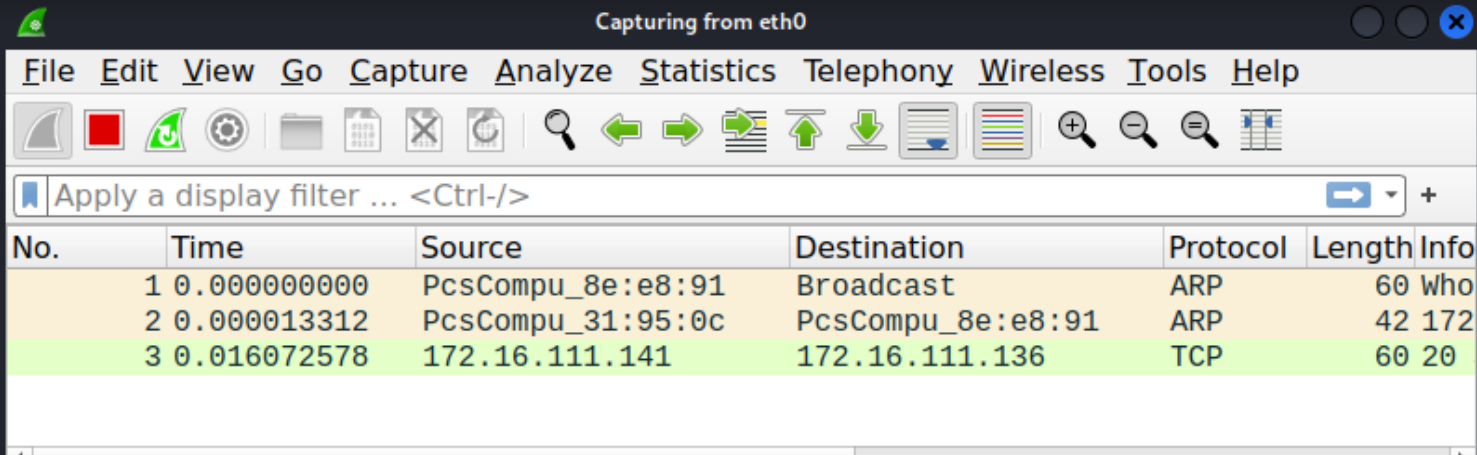 Capturing from eth0
File Edit View Go Capture Analyze Statistics Telephony Wireless Tools Help
Apply a display filter ... <Ctrl-/>
No. Time Source Destination Protocol Length Info
1 0.000000000 PcsCompu_8e:e8:91 Broadcast ARP 60 Who
2 0.000013312 PcsCompu_31:95:0c PcsCompu_8e:e8:91 ARP 42 172
3 0.016072578 172.16.111.141 172.16.111.136 TCP 60 20